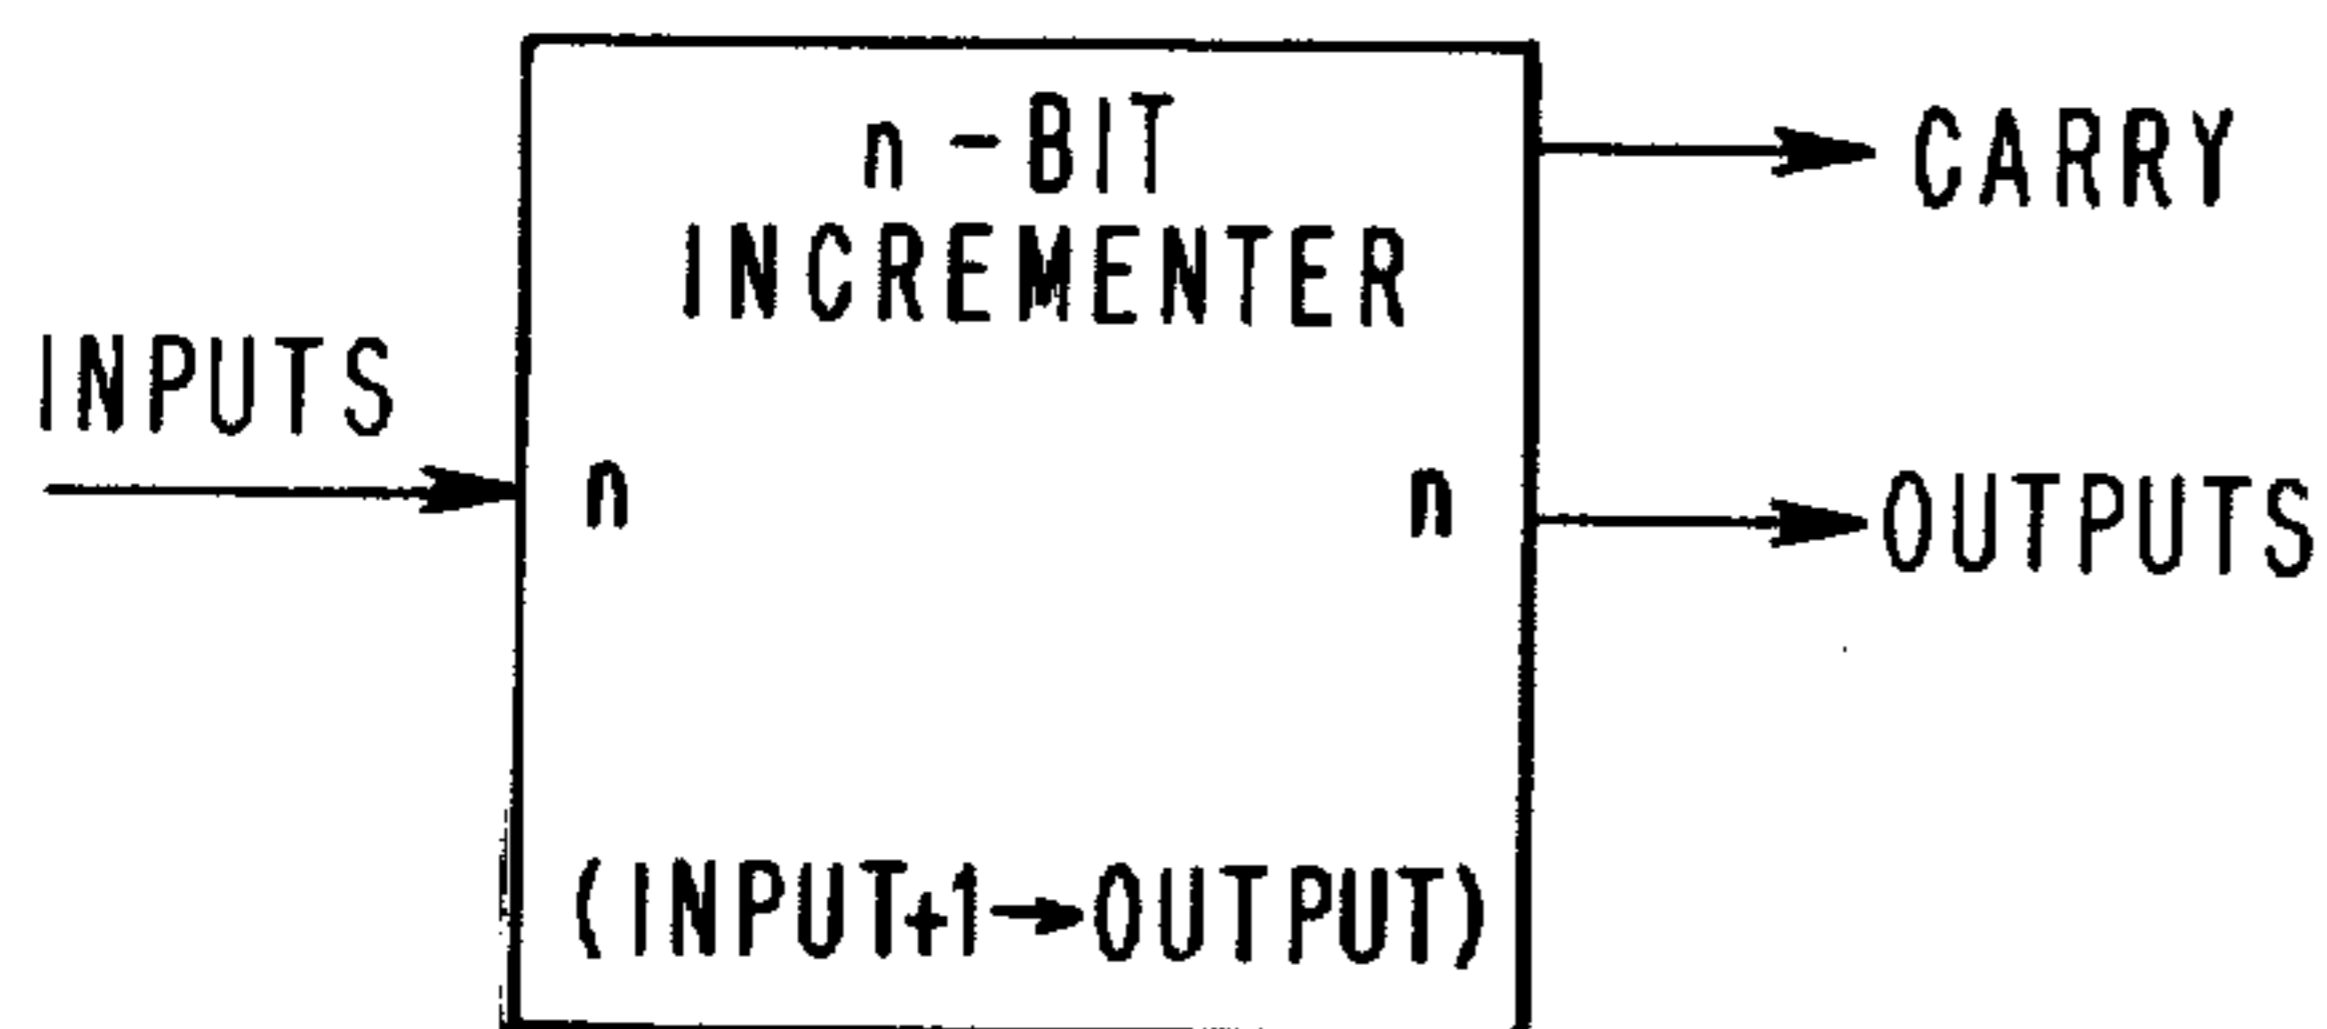 n-BIT
INCREMENTER
CARRY
INPUTS
n
n
OUTPUTS
(INPUT+1→OUTPUT)